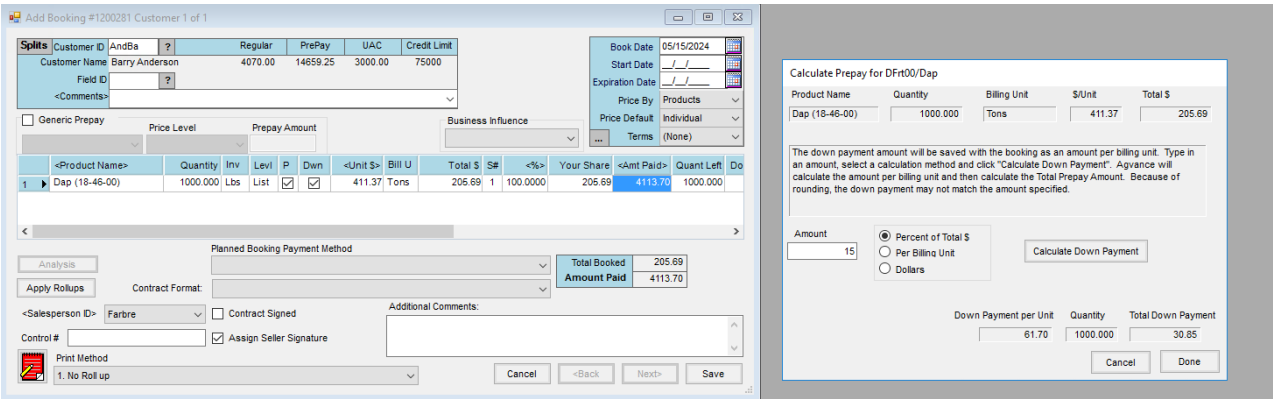 Add Booking #1200281 Customer 1 of 1
Splits Customer ID AndBa ? Regular PrePay UAC Credit Limit
Customer Name Barry Anderson 4070.00 14659.25 3000.00 75000
Field ID ?
<Comments>
Book Date 05/15/2024
Start Date _/_/__
Expiration Date _/_/__
Price By Products
Price Default Individual
... Terms (None)
Generic Prepay
Price Level Prepay Amount
Business Influence
<Product Name> Quantity Inv Levl P Dwn <Unit $> Bill U Total $ S# <%> Your Share <Amt Paid> Quant Left Do
1 Dap (18-46-00) 1000.000 Lbs List 411.37 Tons 205.69 1 100.0000 205.69 4113.70 1000.000
Planned Booking Payment Method
Analysis
Total Booked 205.69
Amount Paid 4113.70
Apply Rollups Contract Format:
<Salesperson ID> Farbre Contract Signed
Additional Comments:
Control # Assign Seller Signature
Print Method
1. No Roll up
Cancel <Back Next> Save
Calculate Prepay for DFrt00/Dap
Product Name Quantity Billing Unit $/Unit Total $
Dap (18-46-00) 1000.000 Tons 411.37 205.69
The down payment amount will be saved with the booking as an amount per billing unit. Type in
an amount, select a calculation method and click "Calculate Down Payment". Agvance will
calculate the amount per billing unit and then calculate the Total Prepay Amount. Because of
rounding, the down payment may not match the amount specified.
Amount
15
Percent of Total $
Per Billing Unit
Dollars
Calculate Down Payment
Down Payment per Unit Quantity Total Down Payment
61.70 1000.000 30.85
Cancel Done